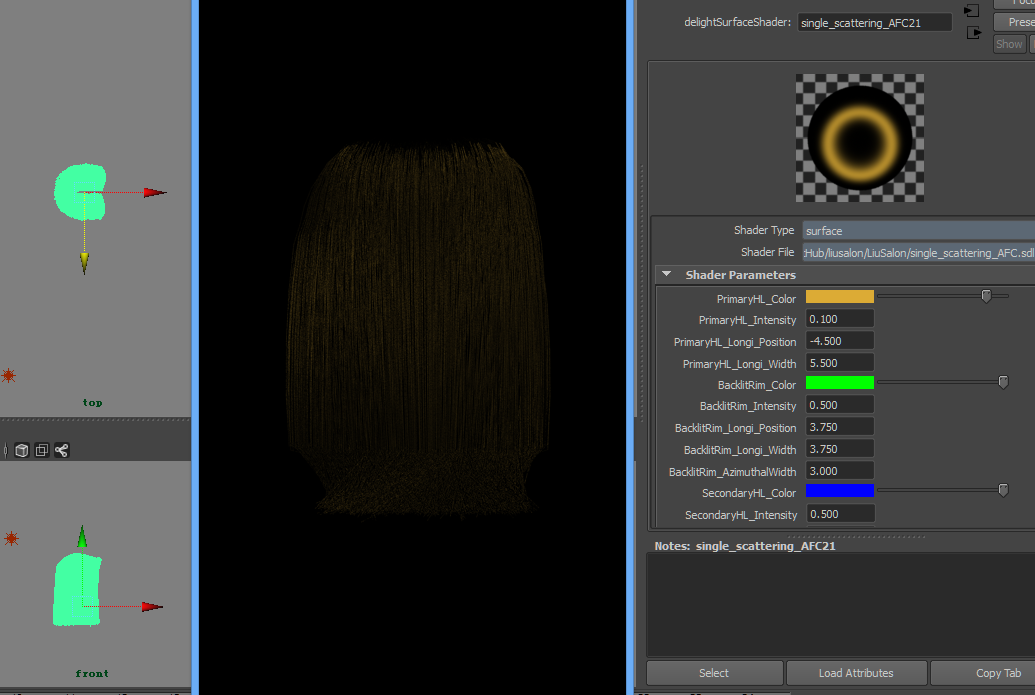 Focu
delightSurfaceShader: single_scattering_AFC21
Prese
Show
Shader Type surface
Shader File :Hub/liusalon/LiuSalon/single_scattering_AFC.sdl
Shader Parameters
PrimaryHL_Color
PrimaryHL_Intensity 0.100
PrimaryHL_Longi_Position -4.500
PrimaryHL_Longi_Width 5.500
BacklitRim_Color
BacklitRim_Intensity 0.500
BacklitRim_Longi_Position 3.750
BacklitRim_Longi_Width 3.750
BacklitRim_AzimuthalWidth 3.000
SecondaryHL_Color
SecondaryHL_Intensity 0.500
Notes: single_scattering_AFC21
Select Load Attributes Copy Tab
top
front